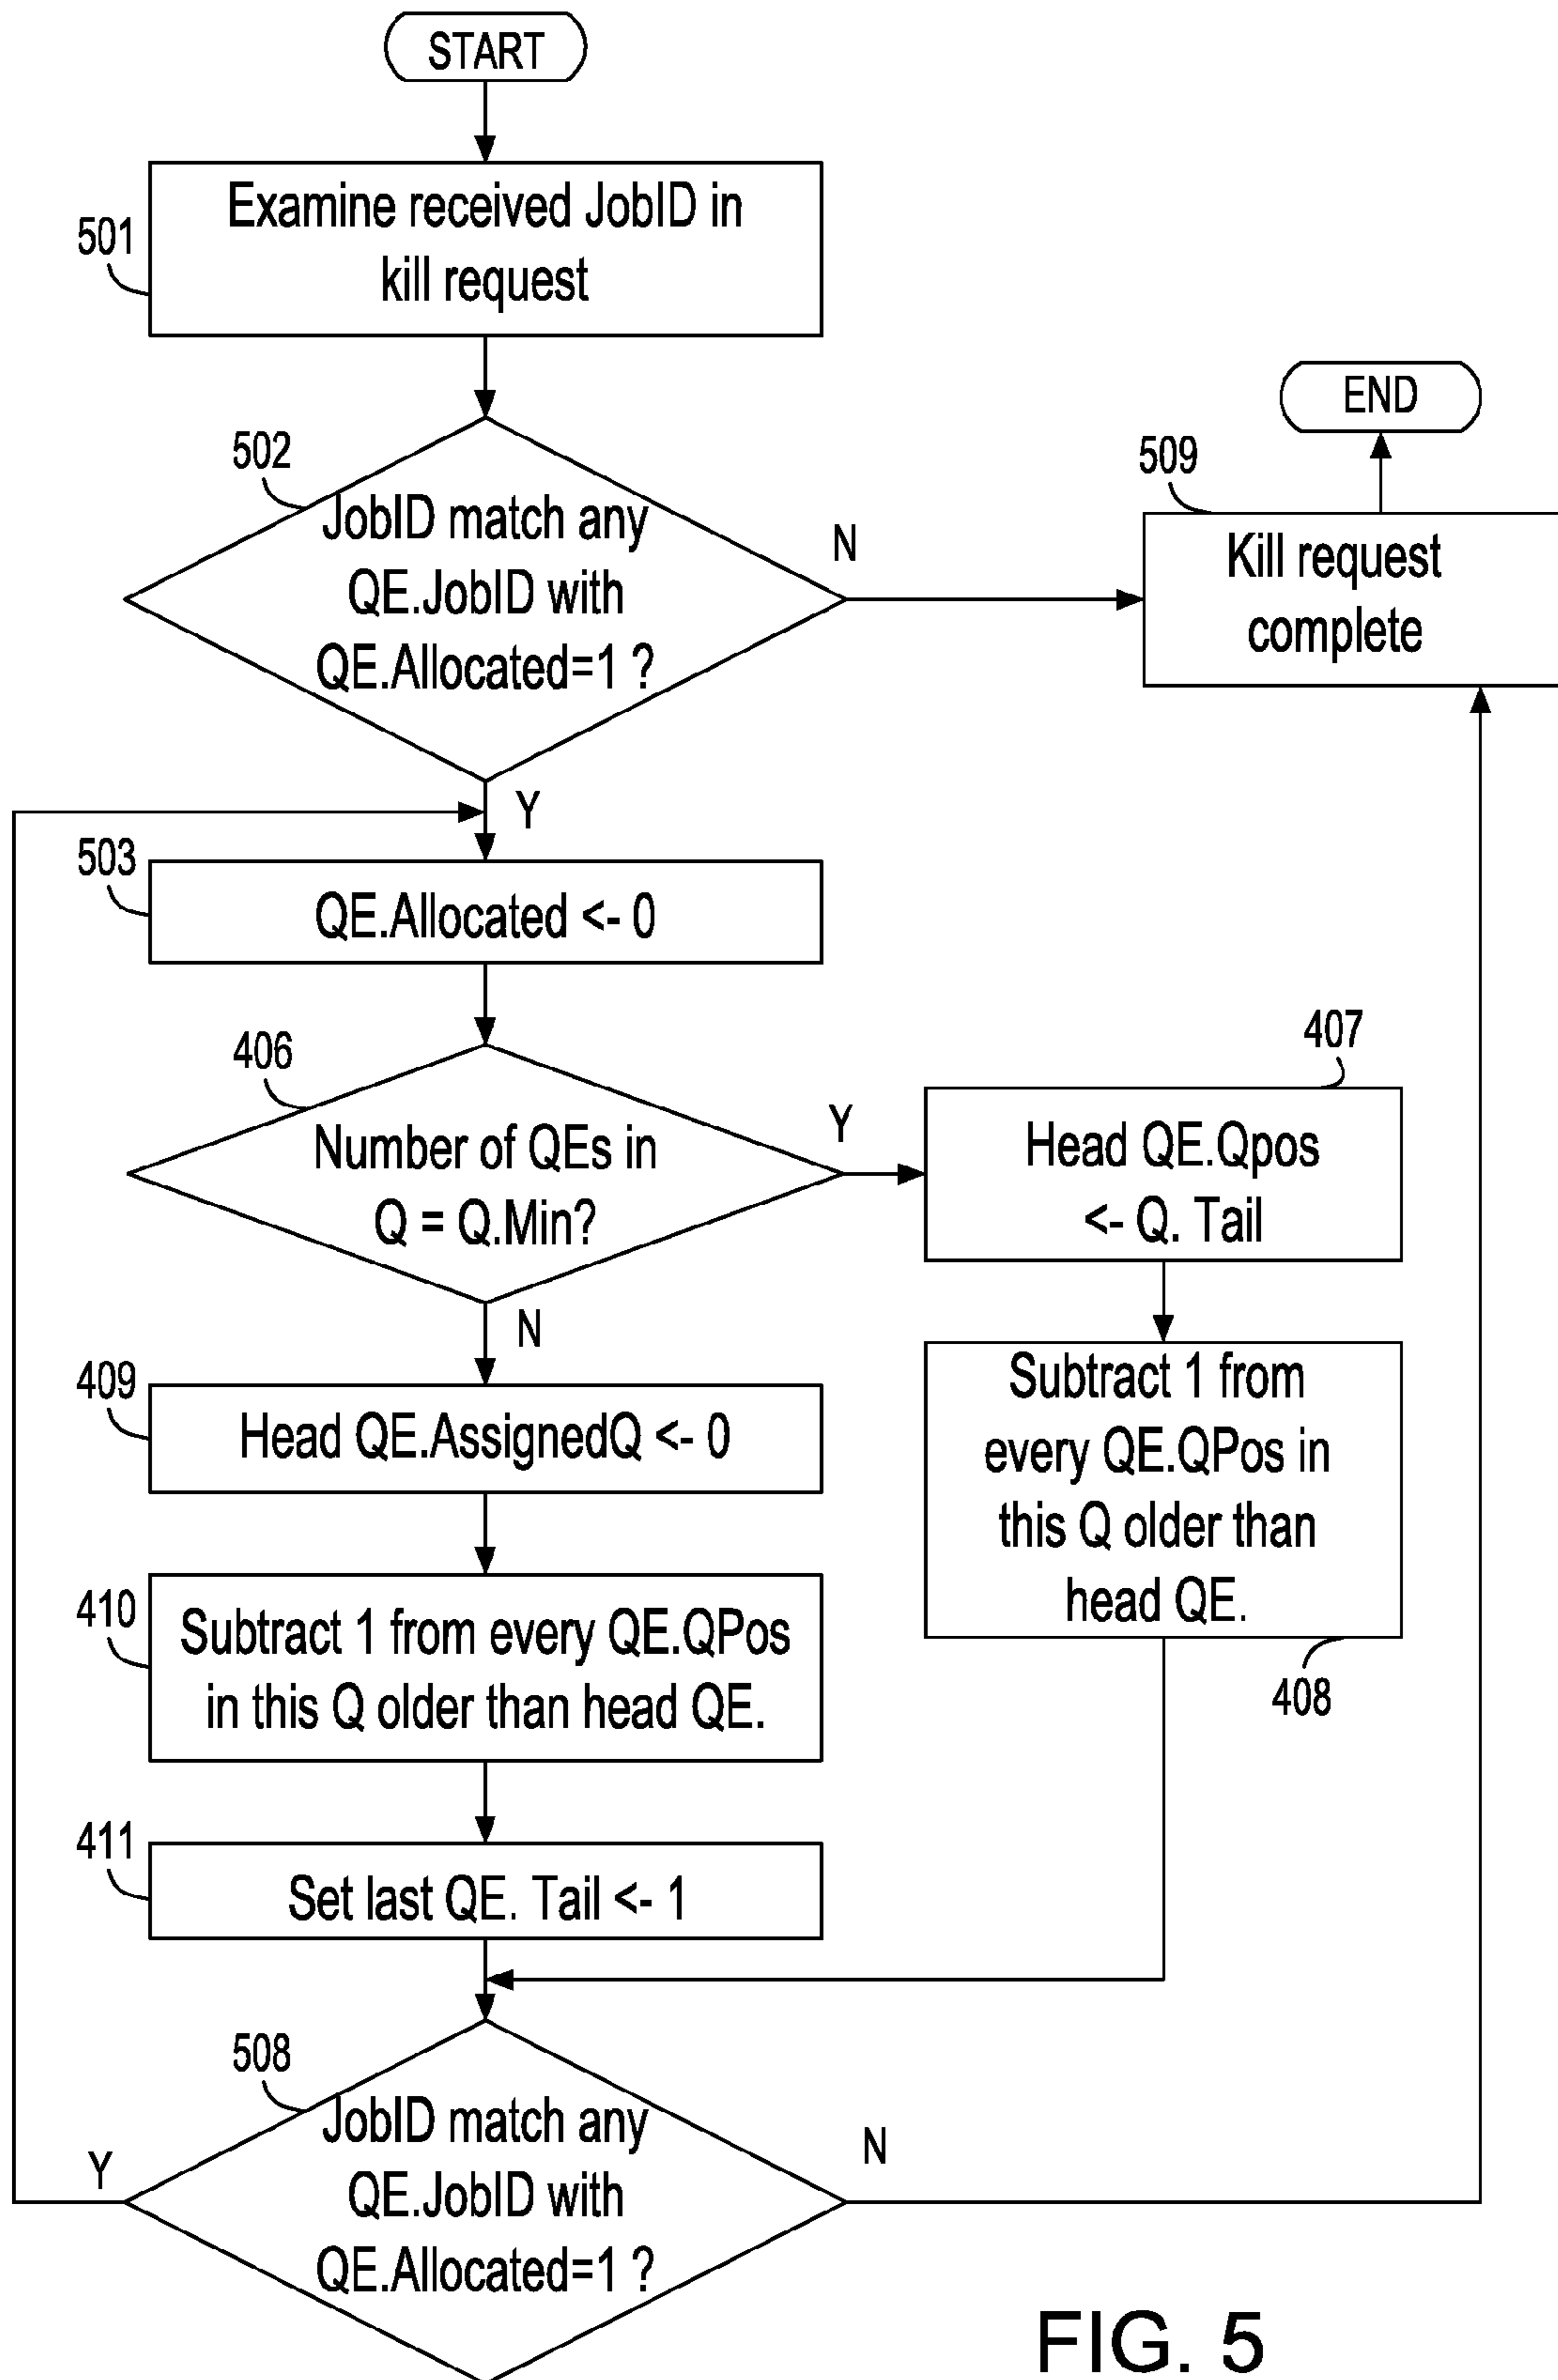 START
501
Examine received JobID in
kill request
END
502
JobID match any
QE.JobID with
QE.Allocated=1 ?
N
509
Kill request
complete
Y
503
QE.Allocated <- 0
406
Number of QEs in
Q = Q.Min?
Y
407
Head QE.Qpos
<- Q. Tail
N
409
Head QE.AssignedQ <- 0
Subtract 1 from
every QE.QPos in
this Q older than
head QE.
408
410
Subtract 1 from every QE.QPos
in this Q older than head QE.
411
Set last QE. Tail <- 1
508
JobID match any
QE.JobID with
QE.Allocated=1 ?
Y
N
FIG. 5